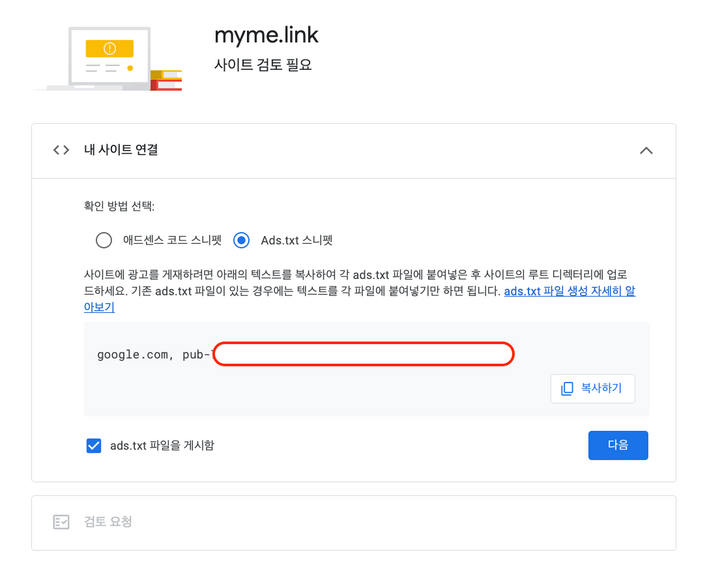 myme.link
사이트 검토 필요
내 사이트 연결
확인 방법 선택:
애드센스 코드 스니펫
Ads.txt 스니펫
사이트에 광고를 게재하려면 아래의 텍스트를 복사하여 각 ads.txt 파일에 붙여넣은 후 사이트의 루트 디렉터리에 업로
드하세요. 기존 ads.txt 파일이 있는 경우에는 텍스트를 각 파일에 붙여넣기만 하면 됩니다. ads.txt 파일 생성 자세히 알
아보기
google.com, pub-
복사하기
ads.txt 파일을 게시함
다음
검토 요청